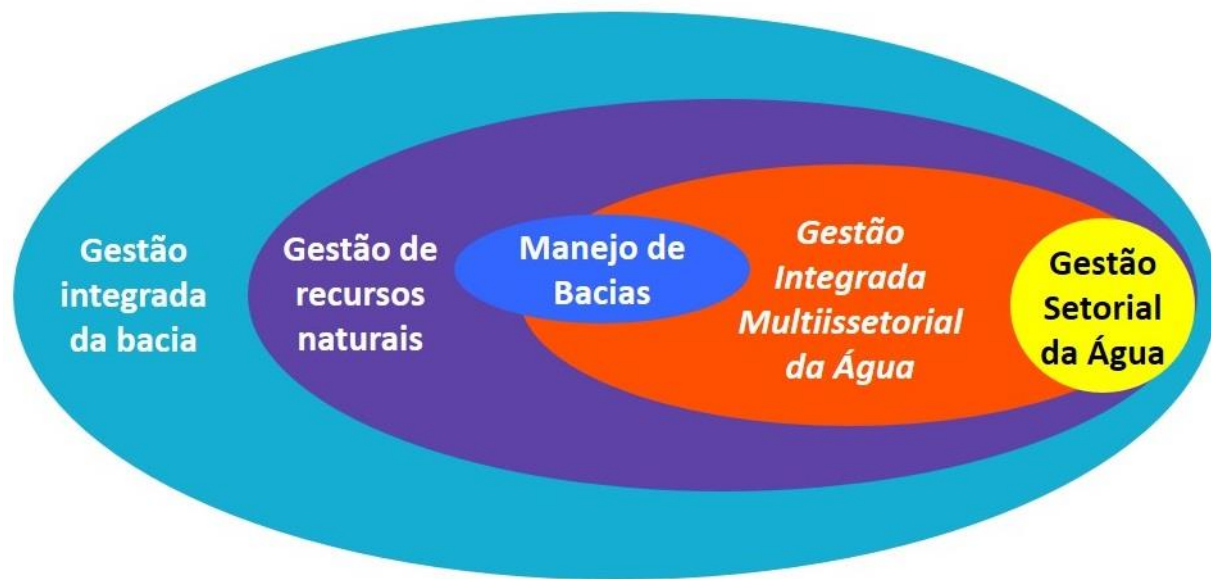 Gestão
integrada
da bacia
Gestão de
recursos
naturais
Manejo de
Bacias
Gestão
Integrada
Multiissetorial
da Água
Gestão
Setorial
da Água